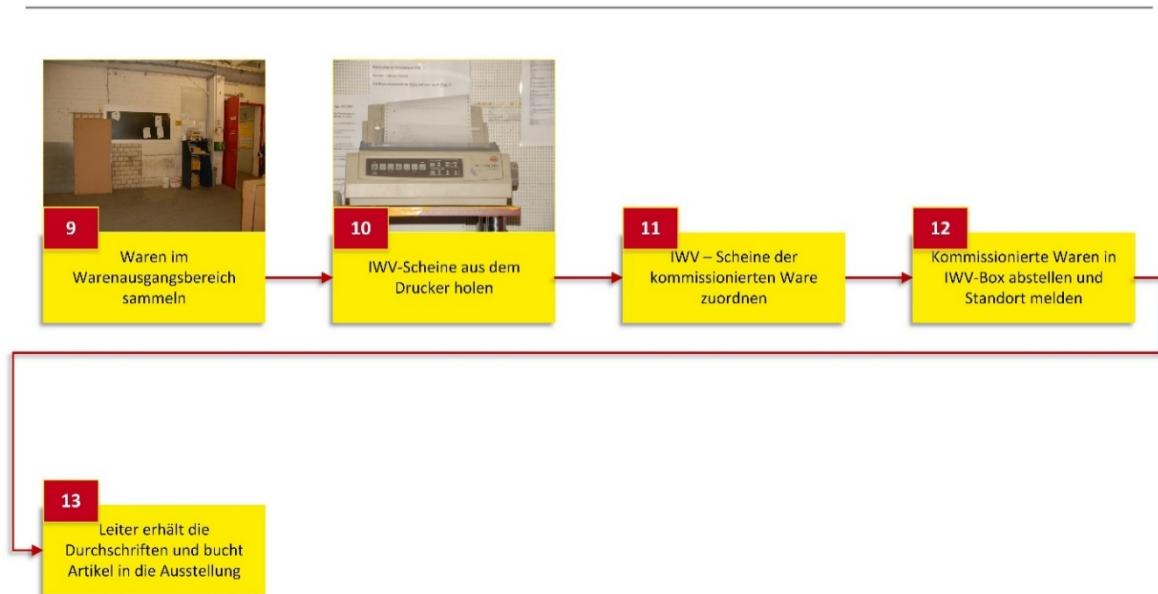 9
Waren im
Warenausgangsbereich
sammeln
10
IWV-Scheine aus dem
Drucker holen
11
IWV – Scheine der
kommissionierten Ware
zuordnen
12
Kommissionierte Waren in
IWV-Box abstellen und
Standort melden
13
Leiter erhält die
Durchschriften und bucht
Artikel in die Ausstellung